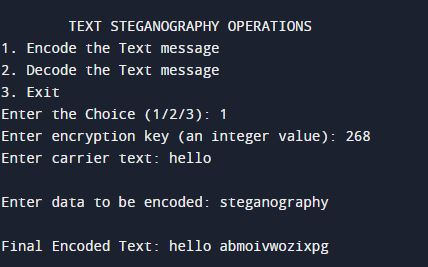 TEXT STEGANOGRAPHY OPERATIONS
1. Encode the Text message
2. Decode the Text message
3. Exit
Enter the Choice (1/2/3): 1
Enter encryption key (an integer value): 268
Enter carrier text: hello
Enter data to be encoded: steganography
Final Encoded Text: hello abmoivwozixpg